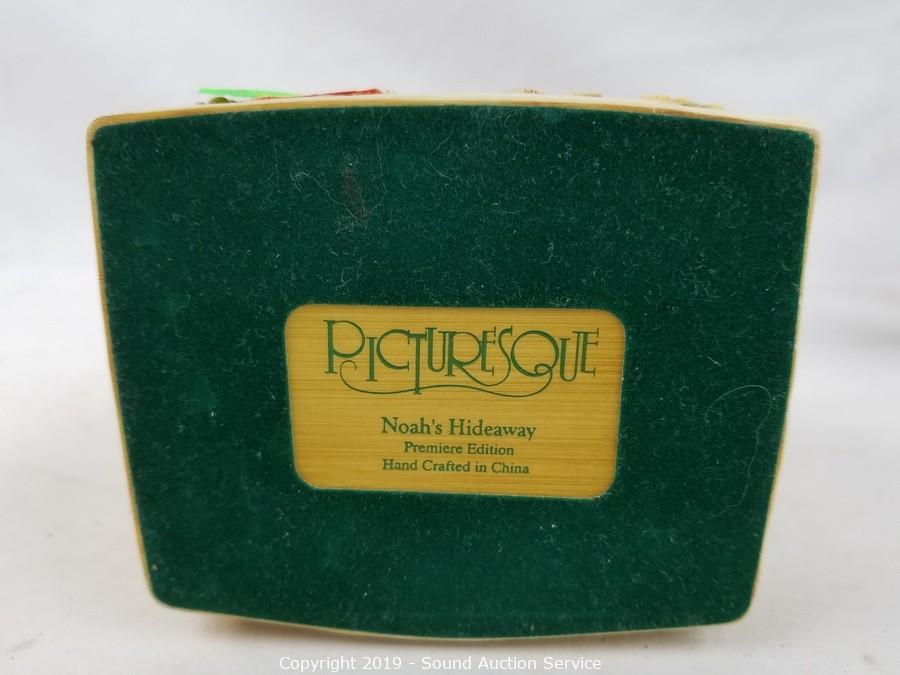 PICTURESQUE
Noah's Hideaway
Premiere Edition
Hand Crafted in China
Copyright 2019 - Sound Auction Service